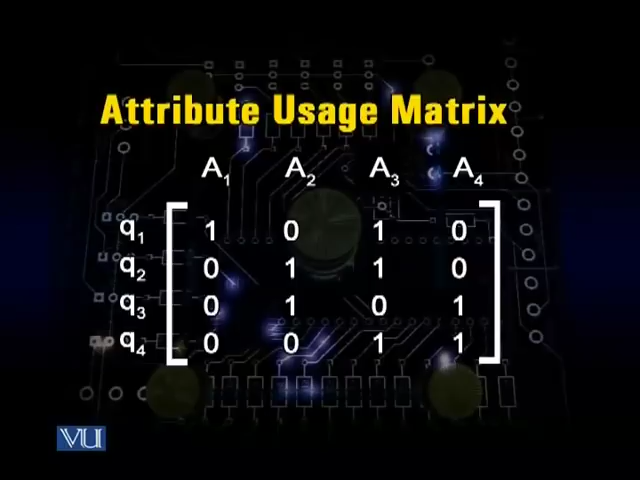 Attribute Usage Matrix
A1 A2 A3 A4
q1 1 0 1 0
q2 0 1 1 0
q3 0 1 0 1
q4 0 0 1 1
VU